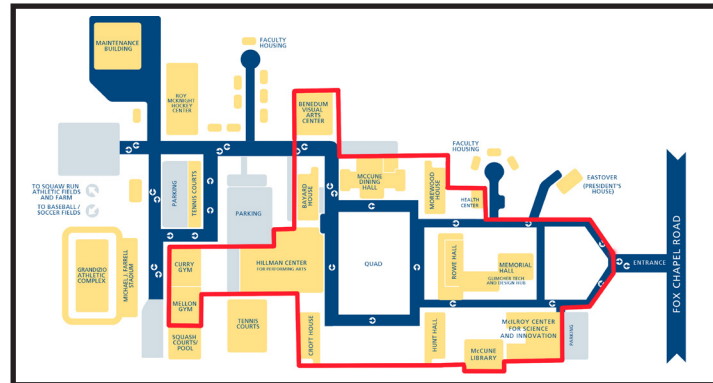 MAINTENANCE
BUILDING
FACULTY
HOUSING
ROY
MCKNIGHT
HOCKEY
CENTER
BENEDUM
VISUAL
ARTS
CENTER
FACULTY
HOUSING
EASTOVER
(PRESIDENT'S
HOUSE)
TO SQUAW RUN
ATHLETIC FIELDS
AND FARM
TO BASEBALL/
SOCCER FIELDS
PARKING
TENNIS COURTS
PARKING
BAYARD
HOUSE
MCCUNE
DINING
HALL
MOREWOOD
HOUSE
HEALTH
CENTER
GRANDIZIO
ATHLETIC
COMPLEX
MICHAEL J. FARRELL
STADIUM
CURRY
GYM
HILLMAN CENTER
FOR PERFORMING ARTS
QUAD
ROWE HALL
MEMORIAL
HALL
GLIMCHER TECH
AND DESIGN HUB
ENTRANCE
FOX CHAPEL ROAD
MELLON
GYM
SQUASH
COURTS/
POOL
TENNIS
COURTS
CROFT HOUSE
HUNT HALL
McCUNE
LIBRARY
McILROY CENTER
FOR SCIENCE
AND INNOVATION
PARKING